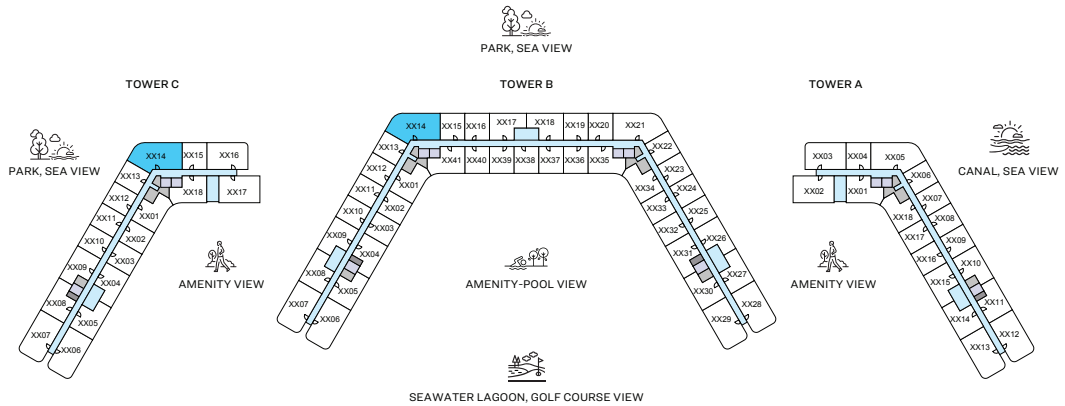 PARK, SEA VIEW
TOWER C
TOWER B
TOWER A
PARK, SEA VIEW
CANAL, SEA VIEW
XX14
XX15
XX16
XX13
XX12
XX11
XX10
XX09
XX08
XX07
XX06
XX05
XX04
XX03
XX02
XX01
XX18
XX17
AMENITY VIEW
XX14
XX15
XX16
XX17
XX18
XX19
XX20
XX21
XX13
XX12
XX11
XX10
XX09
XX08
XX07
XX06
XX05
XX04
XX03
XX02
XX01
XX41
XX40
XX39
XX38
XX37
XX36
XX35
XX22
XX23
XX24
XX25
XX26
XX27
XX28
XX29
XX30
XX31
XX32
XX33
XX34
AMENITY-POOL VIEW
XX03
XX04
XX05
XX02
XX01
XX06
XX07
XX08
XX09
XX10
XX11
XX12
XX13
XX14
XX15
XX16
XX17
XX18
AMENITY VIEW
SEAWATER LAGOON, GOLF COURSE VIEW